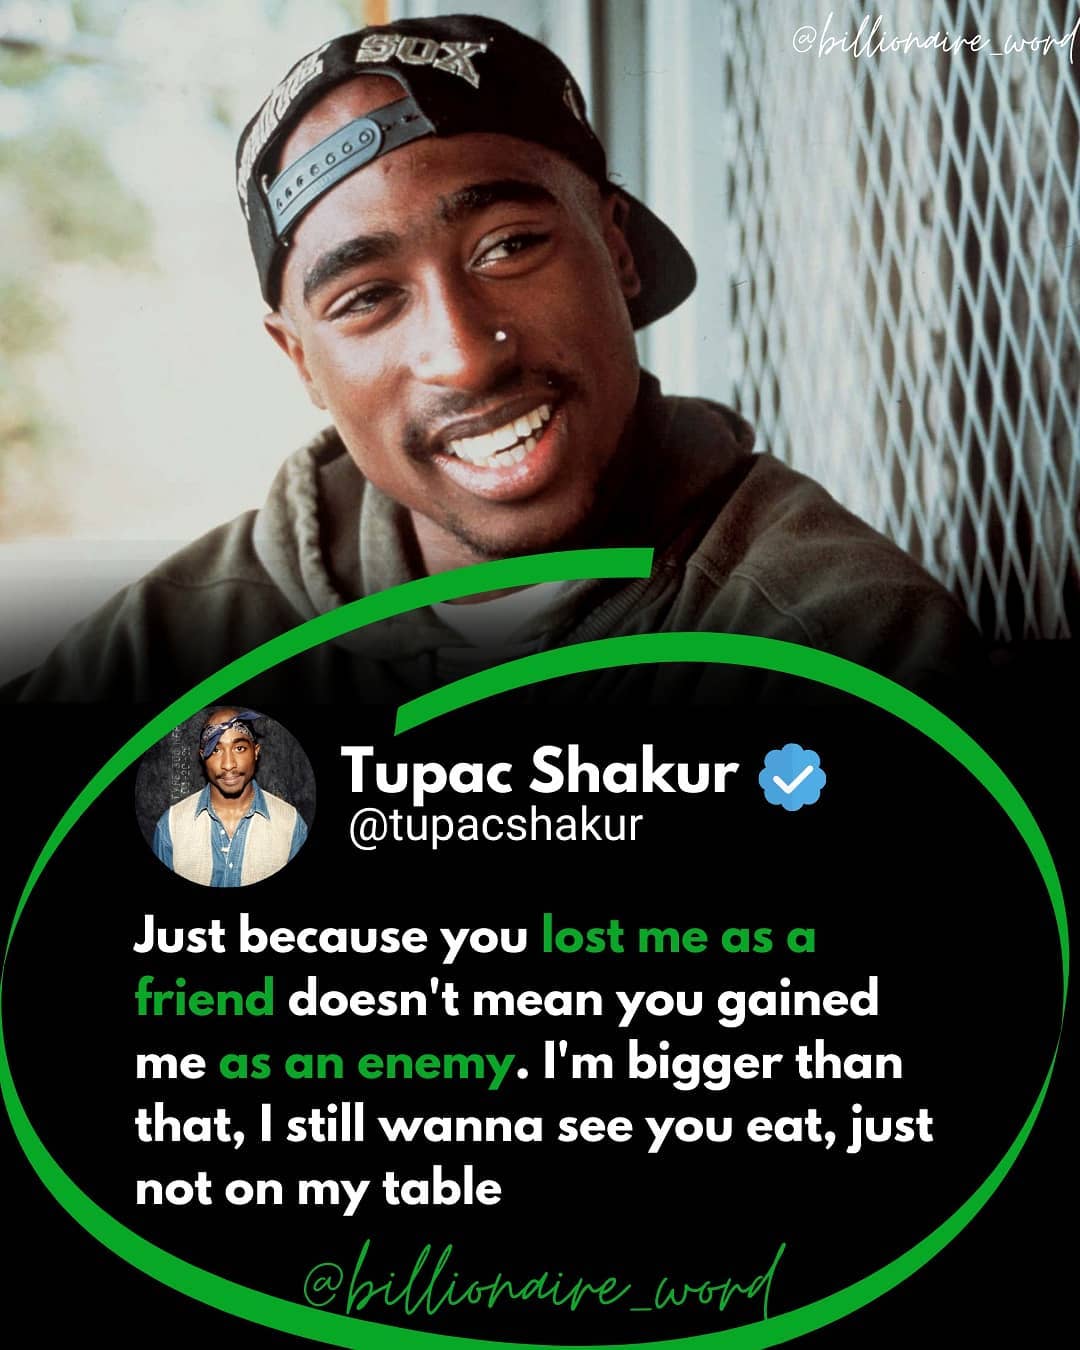 @billionaire_word
SOX
Tupac Shakur
@tupacshakur
Just because you lost me as a
friend doesn't mean you gained
me as an enemy. I'm bigger than
that, I still wanna see you eat, just
not on my table
@billionaire_word